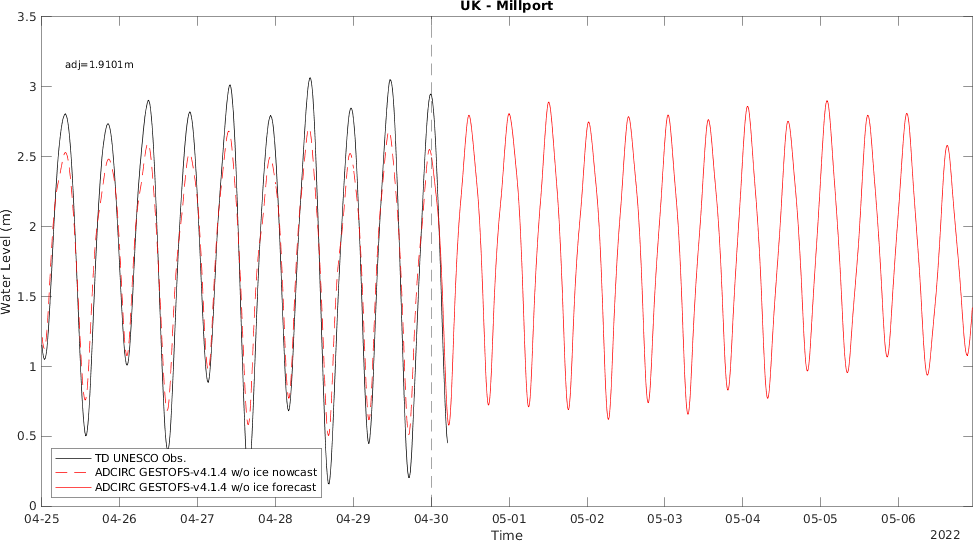 UK - Millport
adj=1.9101m
Water Level (m)
3.5
3
2.5
2
1.5
1
0.5
0
TD UNESCO Obs.
ADCIRC GESTOFS-v4.1.4 w/o ice nowcast
ADCIRC GESTOFS-v4.1.4 w/o ice forecast
04-25 04-26 04-27 04-28 04-29 04-30 05-01 05-02 05-03 05-04 05-05 05-06
Time
2022